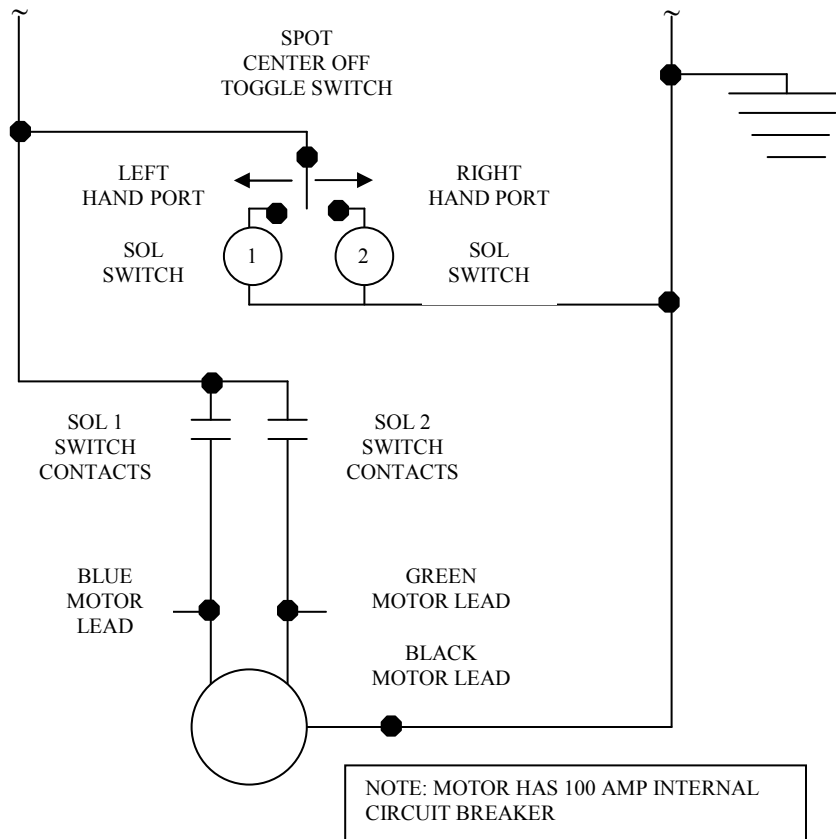 ~
~
SPOT
CENTER OFF
TOGGLE SWITCH
LEFT
HAND PORT
RIGHT
HAND PORT
SOL
SWITCH
1
2
SOL
SWITCH
SOL 1
SWITCH
CONTACTS
SOL 2
SWITCH
CONTACTS
BLUE
MOTOR
LEAD
GREEN
MOTOR LEAD
BLACK
MOTOR LEAD
NOTE: MOTOR HAS 100 AMP INTERNAL
CIRCUIT BREAKER